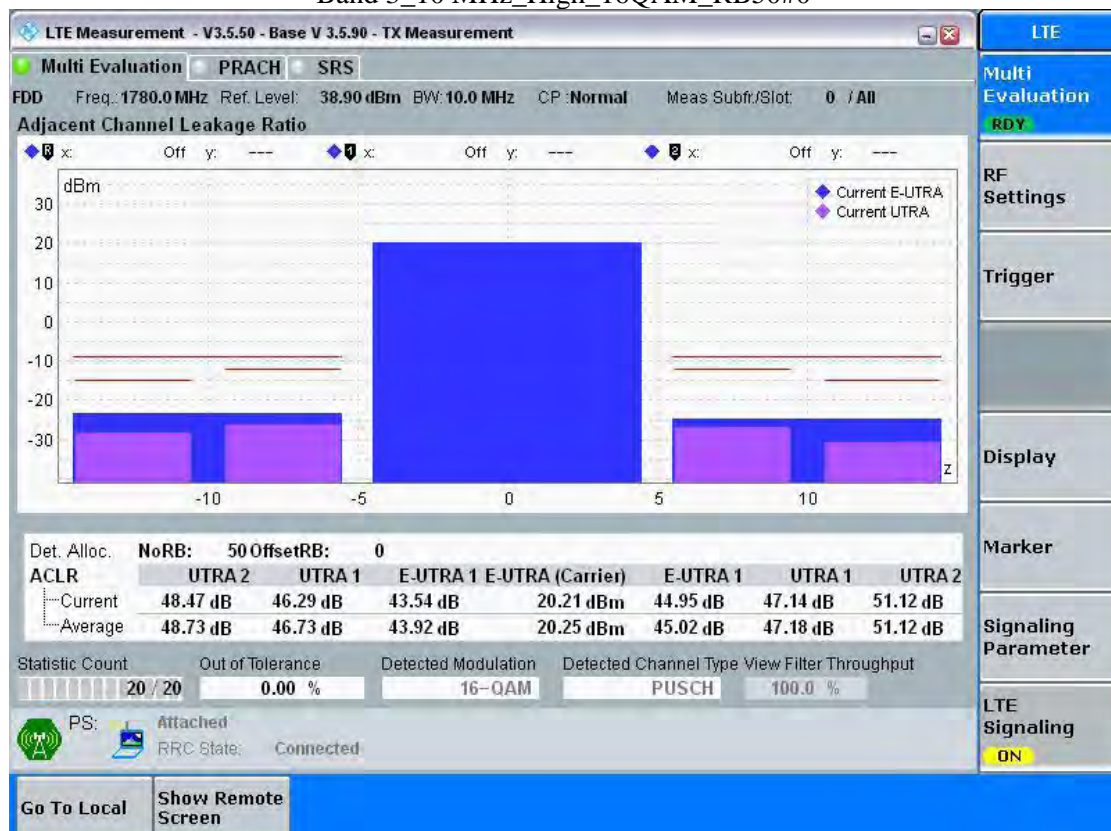 Band 3_10 MHz_High_16QAM_RB50#0
LTE Measurement - V3.5.50 - Base V 3.5.90 - TX Measurement
LTE
Multi Evaluation PRACH SRS
Multi Evaluation
RDY
FDD Freq.: 1780.0 MHz Ref. Level: 38.90 dBm BW: 10.0 MHz CP :Normal Meas Subfr./Slot: 0 / All
Adjacent Channel Leakage Ratio
R x: Off y: --- 1 x: Off y: --- 2 x: Off y: ---
dBm
Current E-UTRA
Current UTRA
30
20
10
0
-10
-20
-30
z
-10 -5 0 5 10
RF Settings
Trigger
Display
Marker
Signaling Parameter
LTE Signaling
ON
Det. Alloc. NoRB: 50 OffsetRB: 0
ACLR UTRA 2 UTRA 1 E-UTRA 1 E-UTRA (Carrier) E-UTRA 1 UTRA 1 UTRA 2
Current 48.47 dB 46.29 dB 43.54 dB 20.21 dBm 44.95 dB 47.14 dB 51.12 dB
Average 48.73 dB 46.73 dB 43.92 dB 20.25 dBm 45.02 dB 47.18 dB 51.12 dB
Statistic Count Out of Tolerance Detected Modulation Detected Channel Type View Filter Throughput
20 / 20 0.00 % 16-QAM PUSCH 100.0 %
PS: Attached
RRC State: Connected
Go To Local
Show Remote Screen